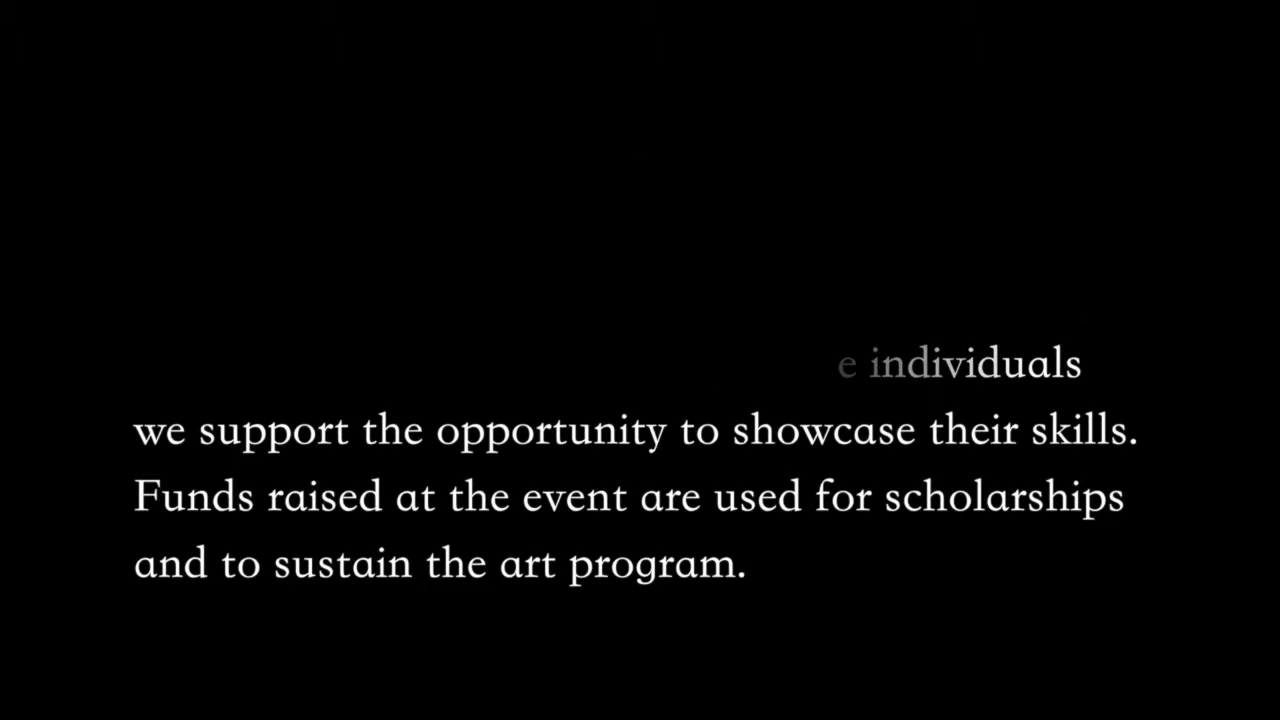 e individuals
we support the opportunity to showcase their skills.
Funds raised at the event are used for scholarships
and to sustain the art program.